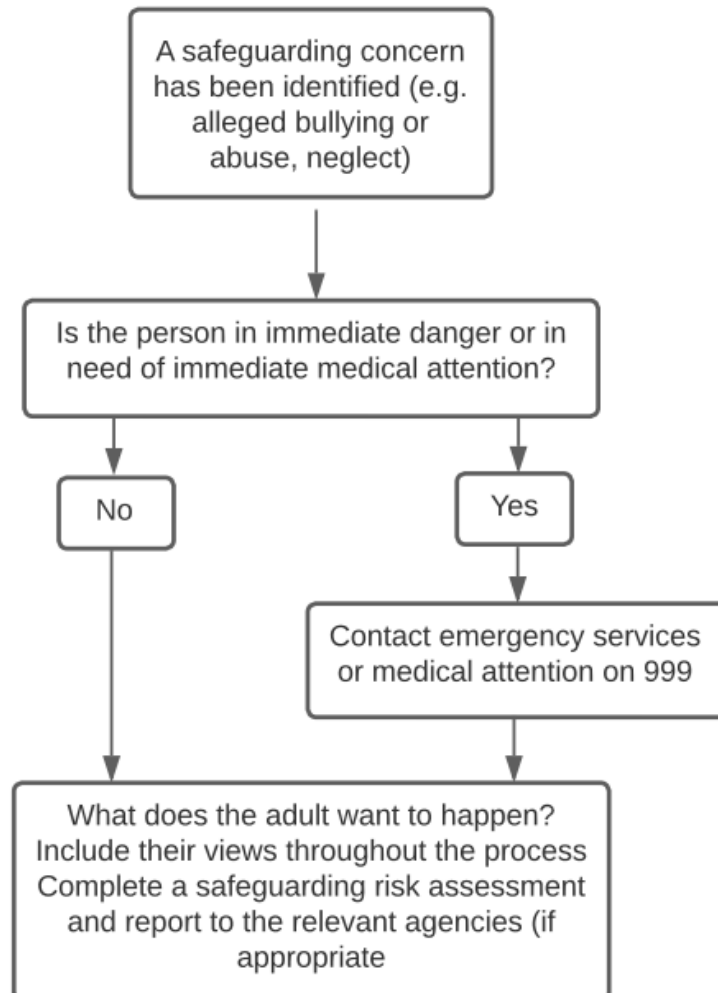 A safeguarding concern
has been identified (e.g.
alleged bullying or
abuse, neglect)
Is the person in immediate danger or in
need of immediate medical attention?
No
Yes
Contact emergency services
or medical attention on 999
What does the adult want to happen?
Include their views throughout the process
Complete a safeguarding risk assessment
and report to the relevant agencies (if
appropriate